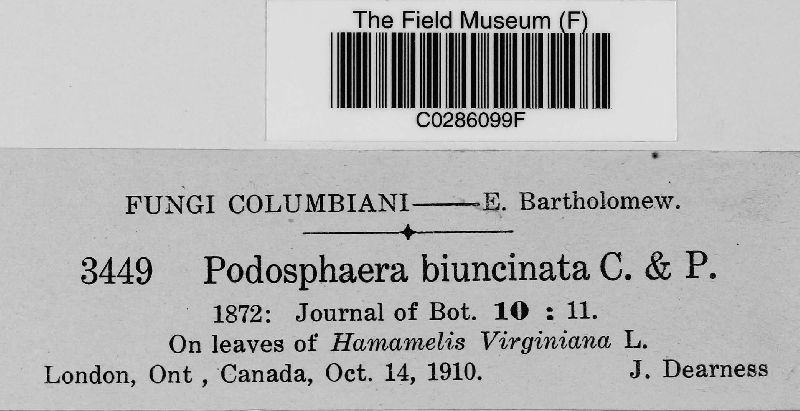 The Field Museum (F)
C0286099F
FUNGI COLUMBIANI—E. Bartholomew.
3449 Podosphaera biuncinata C. & P.
1872: Journal of Bot. 10 : 11.
On leaves of Hamamelis Virginiana L.
London, Ont , Canada, Oct. 14, 1910. J. Dearness